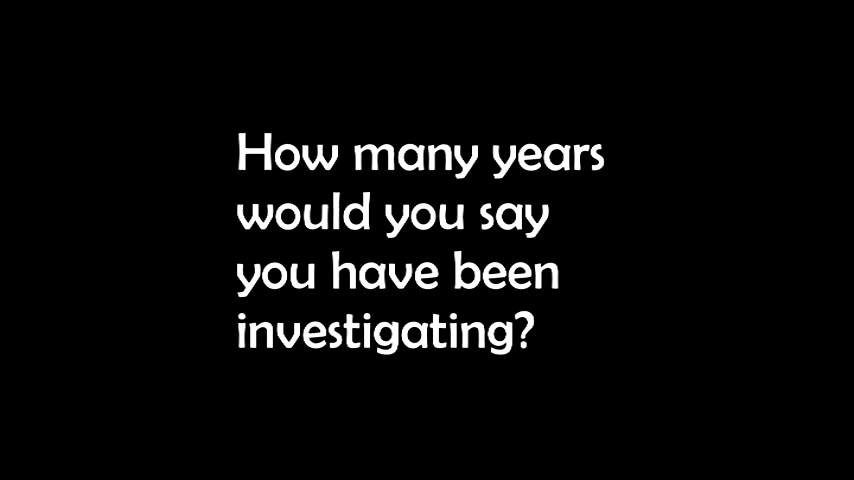 How many years
would you say
you have been
investigating?